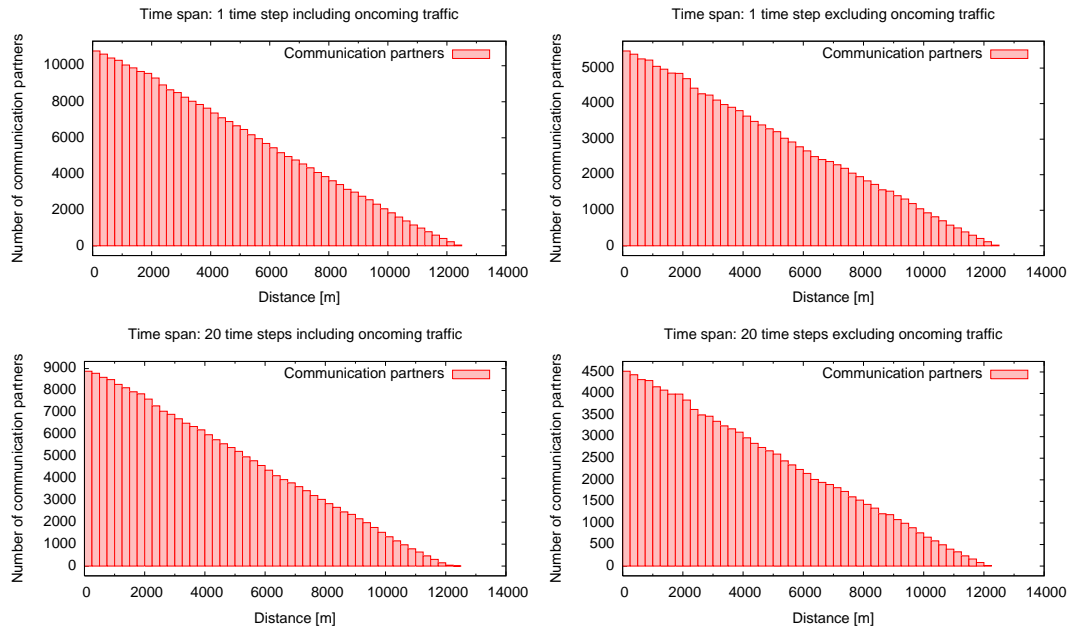 Time span: 1 time step including oncoming traffic
Number of communication partners
10000
8000
6000
4000
2000
0
Communication partners
0 2000 4000 6000 8000 10000 12000 14000
Distance [m]
Time span: 1 time step excluding oncoming traffic
Number of communication partners
5000
4000
3000
2000
1000
0
Communication partners
0 2000 4000 6000 8000 10000 12000 14000
Distance [m]
Time span: 20 time steps including oncoming traffic
Number of communication partners
9000
8000
7000
6000
5000
4000
3000
2000
1000
0
Communication partners
0 2000 4000 6000 8000 10000 12000 14000
Distance [m]
Time span: 20 time steps excluding oncoming traffic
Number of communication partners
4500
4000
3500
3000
2500
2000
1500
1000
500
0
Communication partners
0 2000 4000 6000 8000 10000 12000 14000
Distance [m]